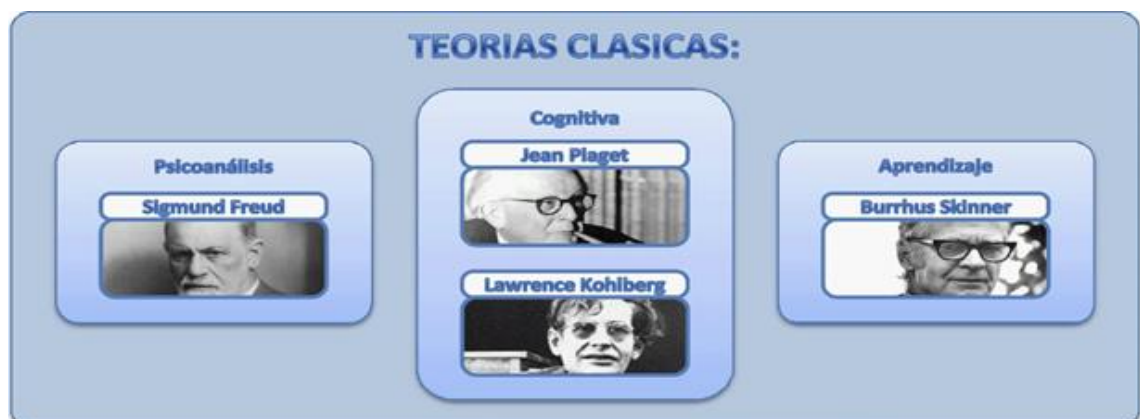 TEORIAS CLASICAS:
Psicoanálisis
Sigmund Freud
Cognitiva
Jean Piaget
Lawrence Kohlberg
Aprendizaje
Burrhus Skinner